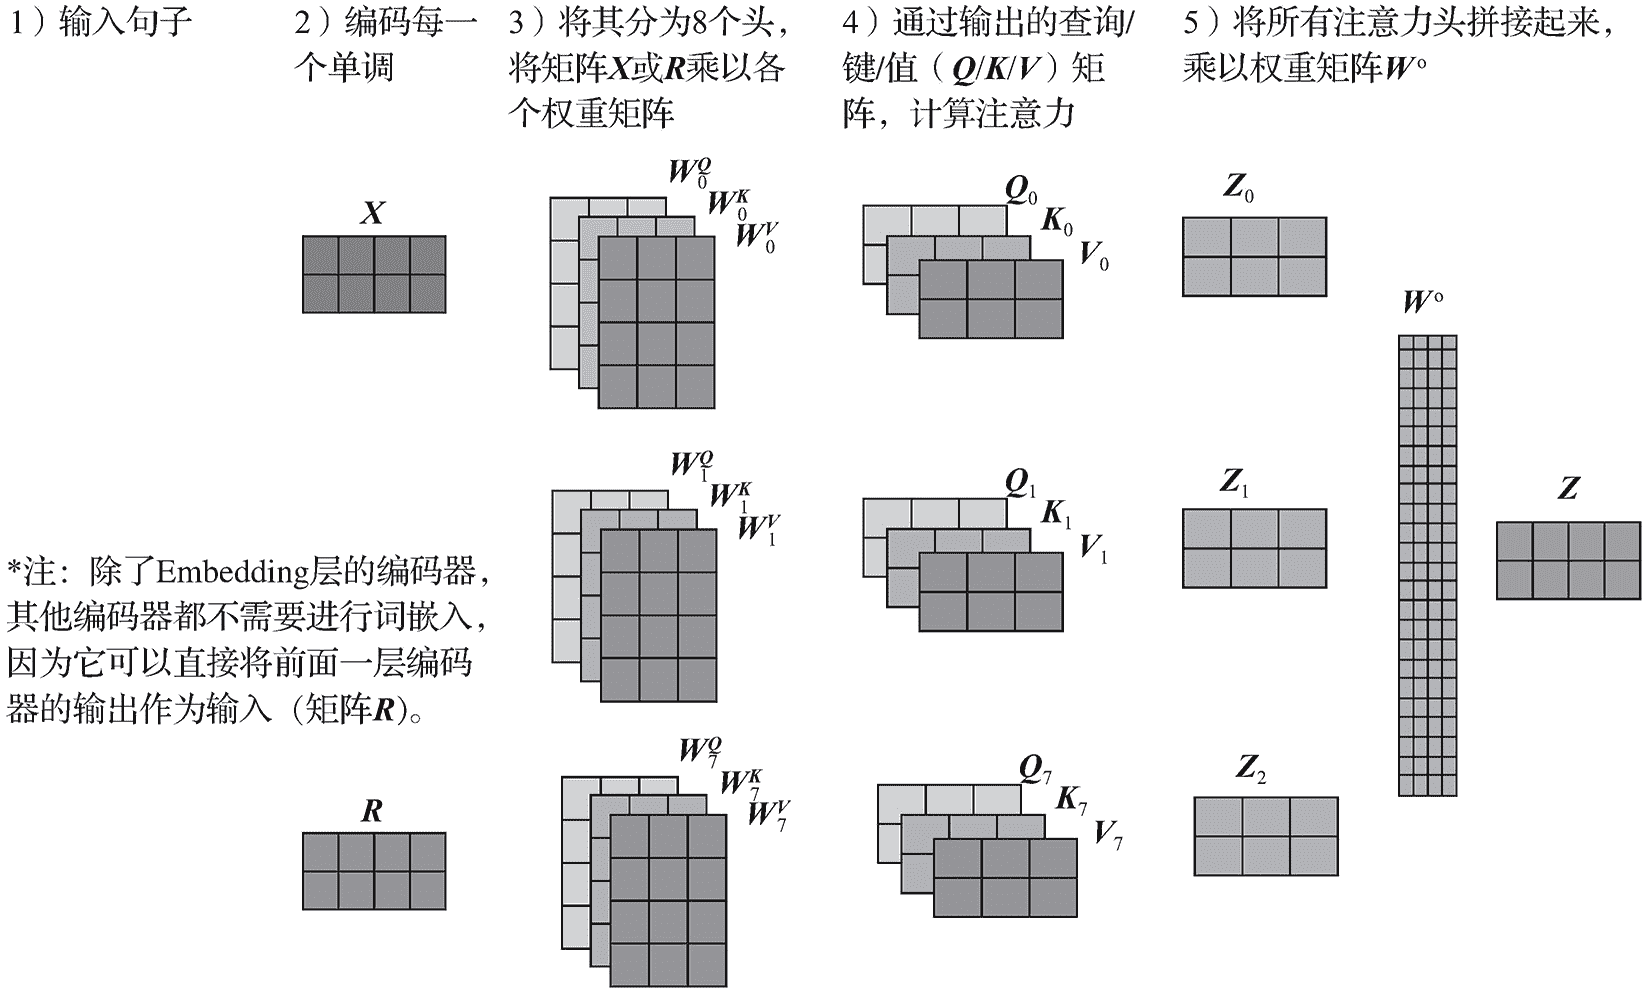 1）输入句子
2）编码每一
个单调
3）将其分为8个头，
将矩阵X或R乘以各
个权重矩阵
4）通过输出的查询/
键/值（Q/K/V）矩
阵，计算注意力
5）将所有注意力头拼接起来，
乘以权重矩阵Wᵒ
X
W₀Q
W₀K
W₀V
Q₀
K₀
V₀
Z₀
Wᵒ
W₁Q
W₁K
W₁V
Q₁
K₁
V₁
Z₁
Z
*注：除了Embedding层的编码器，
其他编码器都不需要进行词嵌入，
因为它可以直接将前面一层编码
器的输出作为输入（矩阵R）。
R
W₇Q
W₇K
W₇V
Q₇
K₇
V₇
Z₂